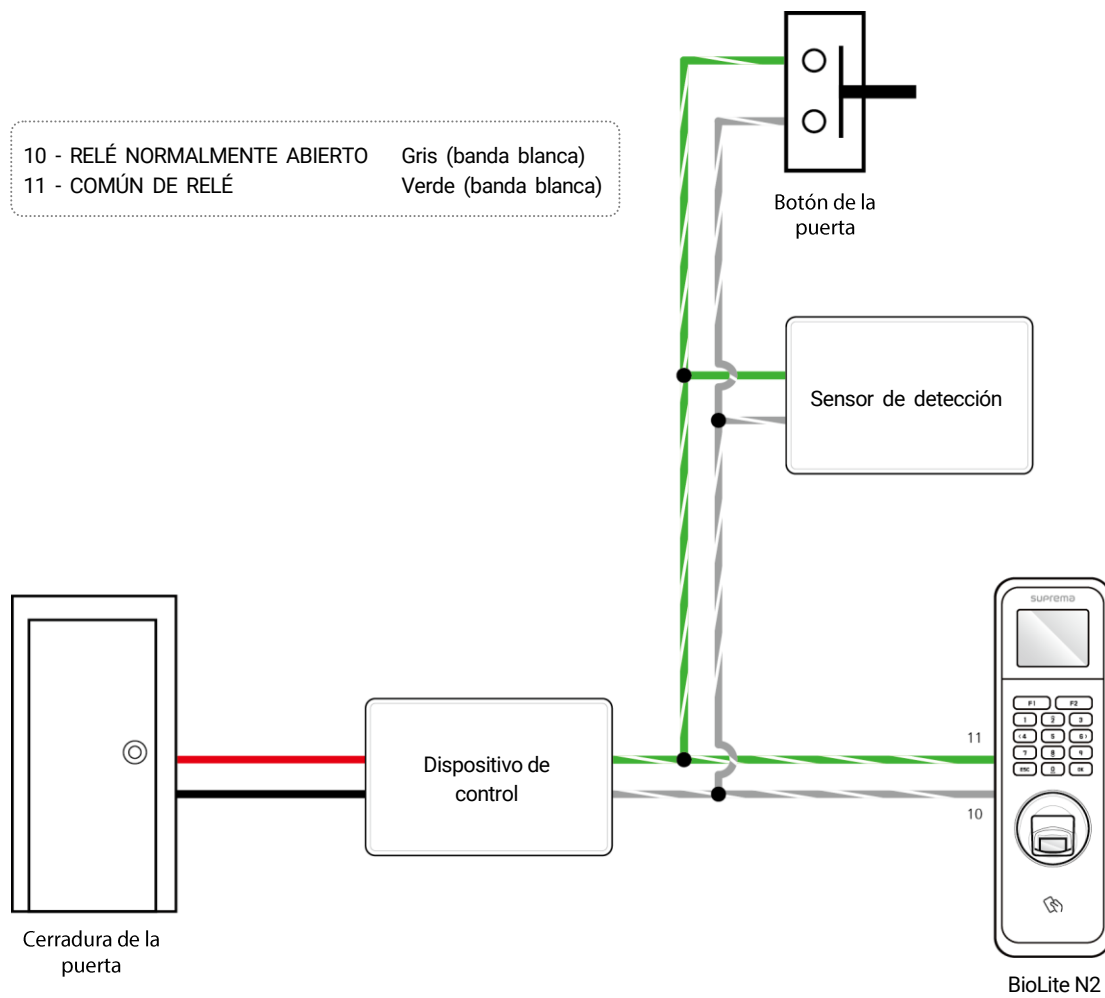 10 - RELÉ NORMALMENTE ABIERTO Gris (banda blanca)
11 - COMÚN DE RELÉ Verde (banda blanca)
Botón de la
puerta
Sensor de detección
suprema
F1 F2
1 2 3
<4 5 6>
7 8 9
ESC 0 OK
11
10
Dispositivo de
control
Cerradura de la
puerta
BioLite N2